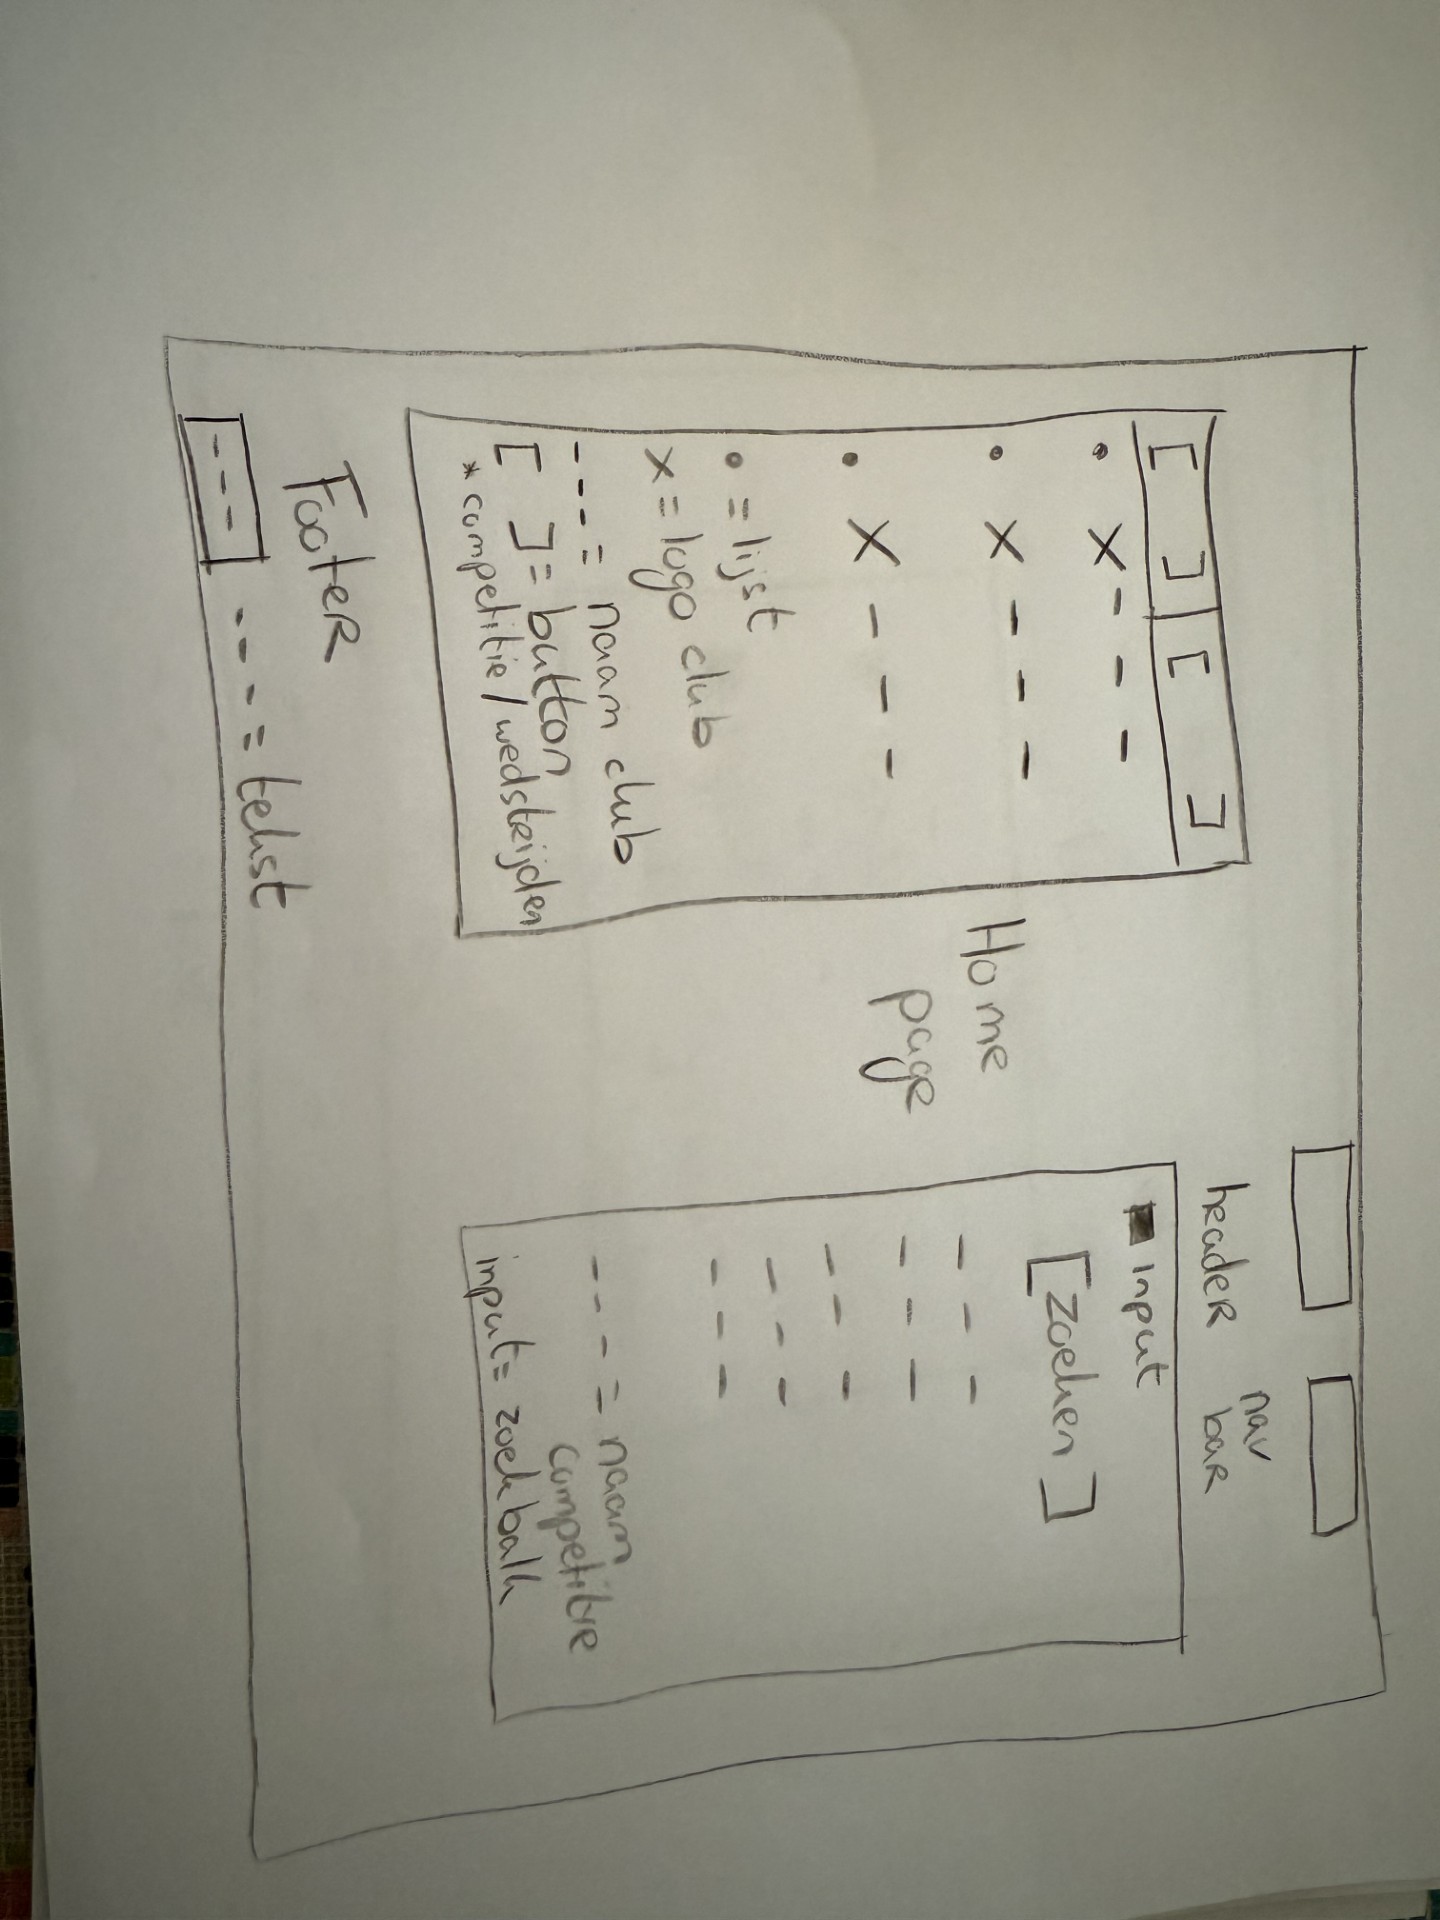 header
nav
bar
[ ] [ ]
• x - - -
• x - - -
• x - - -
• = lijst
x = logo club
- - - = naam club
[ ] = button
* competitie / wedstrijden
Home
page
input
[zoeken]
- - -
- - -
- - -
- - -
- - -
- - - = naam
competitie
input = zoekbalk
Footer
- - -
- - - - = tekst